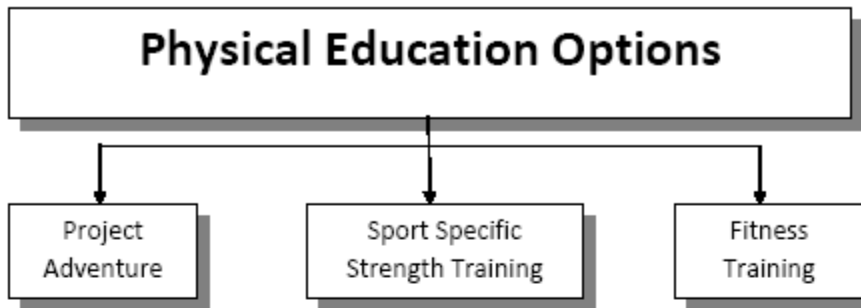 Physical Education Options
Project
Adventure
Sport Specific
Strength Training
Fitness
Training